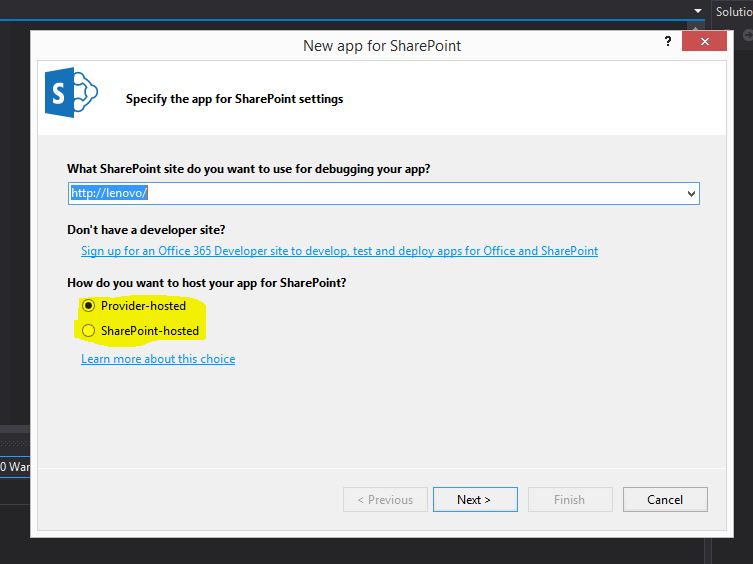 Solutio
New app for SharePoint
?
S
Specify the app for SharePoint settings
What SharePoint site do you want to use for debugging your app?
http://lenovo/
Don't have a developer site?
Sign up for an Office 365 Developer site to develop, test and deploy apps for Office and SharePoint
How do you want to host your app for SharePoint?
Provider-hosted
SharePoint-hosted
Learn more about this choice
0 War
< Previous
Next >
Finish
Cancel